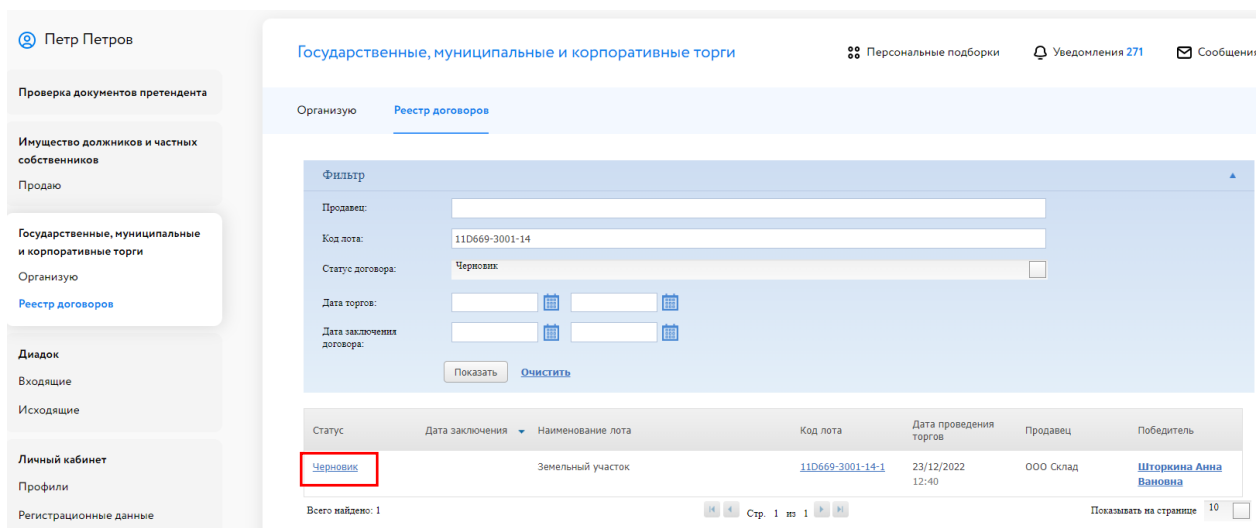 Петр Петров
Проверка документов претендента
Имущество должников и частных
собственников
Продаю
Государственные, муниципальные
и корпоративные торги
Организую
Реестр договоров
Диадок
Входящие
Исходящие
Личный кабинет
Профили
Регистрационные данные
Государственные, муниципальные и корпоративные торги
Персональные подборки
Уведомления 271
Сообщения
Организую
Реестр договоров
Фильтр
Продавец:
Код лота: 11D669-3001-14
Статус договора: Черновик
Дата торгов:
Дата заключения
договора:
Показать Очистить
Статус Дата заключения Наименование лота Код лота Дата проведения
торгов Продавец Победитель
Черновик Земельный участок 11D669-3001-14-1 23/12/2022
12:40 ООО Склад Шторкина Анна
Вановна
Всего найдено: 1 Стр. 1 из 1 Показывать на странице 10